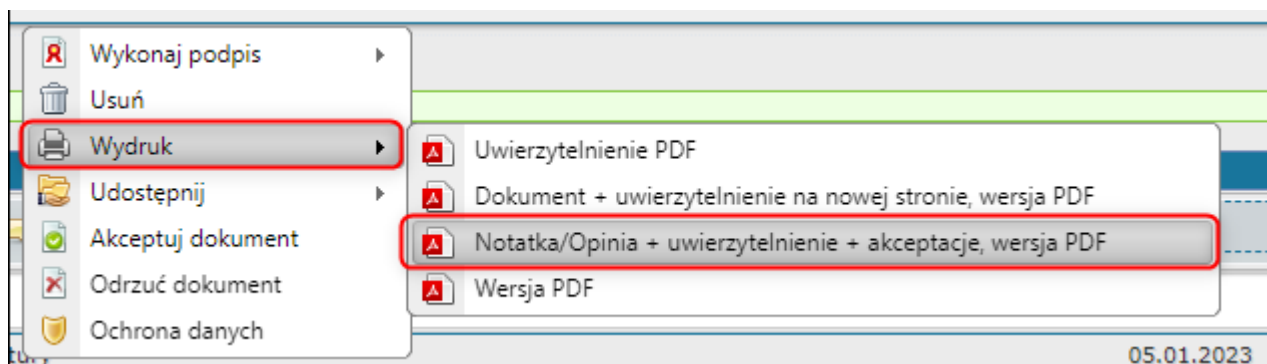 Wykonaj podpis
Usuń
Wydruk
Uwierzytelnienie PDF
Udostępnij
Dokument + uwierzytelnienie na nowej stronie, wersja PDF
Akceptuj dokument
Notatka/Opinia + uwierzytelnienie + akceptacje, wersja PDF
Odrzuć dokument
Wersja PDF
Ochrona danych
05.01.2023